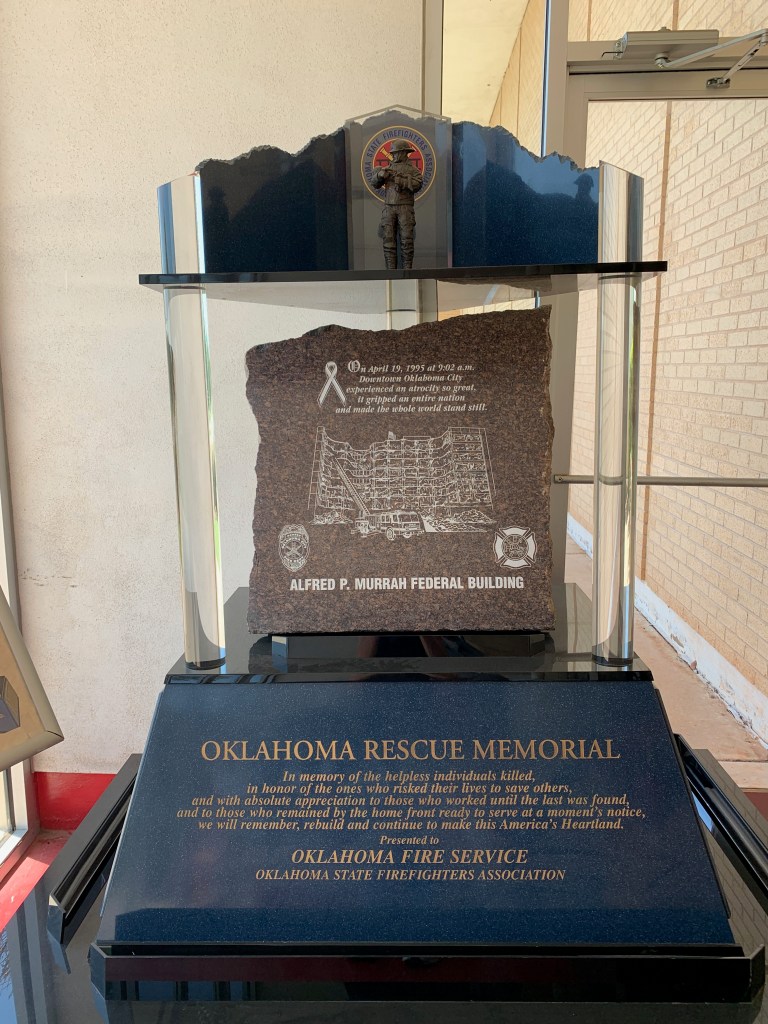 OMA STATE FIREFIGHTERS ASSOCIA
On April 19, 1995 at 9:02 a.m.
Downtown Oklahoma City
experienced an atrocity so great,
it gripped an entire nation
and made the whole world stand still.
ALFRED P. MURRAH FEDERAL BUILDING
OKLAHOMA RESCUE MEMORIAL
In memory of the helpless individuals killed,
in honor of the ones who risked their lives to save others,
and with absolute appreciation to those who worked until the last was found,
and to those who remained by the home front ready to serve at a moment's notice,
we will remember, rebuild and continue to make this America's Heartland.
Presented to
OKLAHOMA FIRE SERVICE
OKLAHOMA STATE FIREFIGHTERS ASSOCIATION